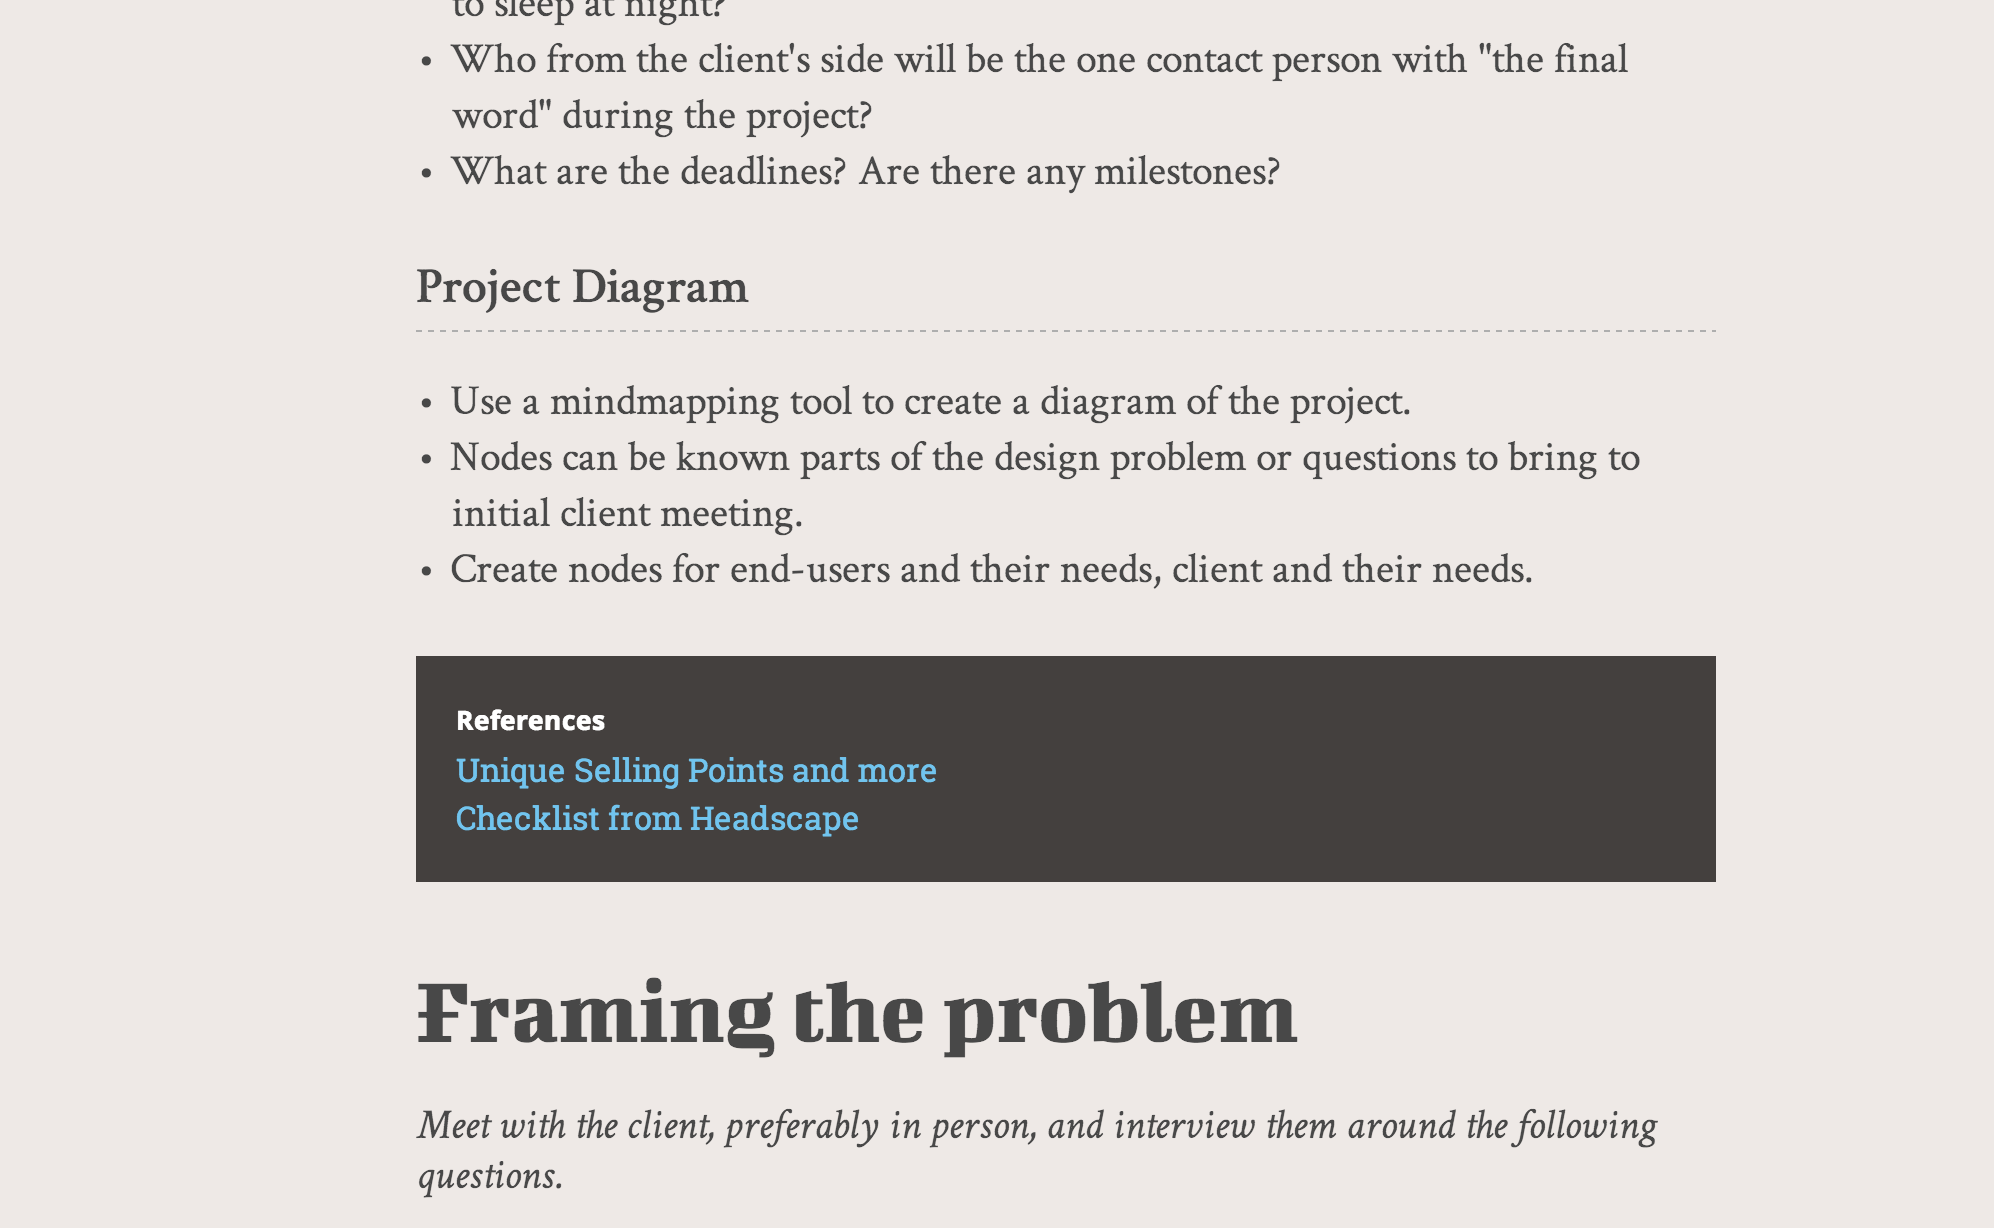 to sleep at night?
• Who from the client's side will be the one contact person with "the final
word" during the project?
• What are the deadlines? Are there any milestones?
Project Diagram
• Use a mindmapping tool to create a diagram of the project.
• Nodes can be known parts of the design problem or questions to bring to
initial client meeting.
• Create nodes for end-users and their needs, client and their needs.
References
Unique Selling Points and more
Checklist from Headscape
Framing the problem
Meet with the client, preferably in person, and interview them around the following
questions.